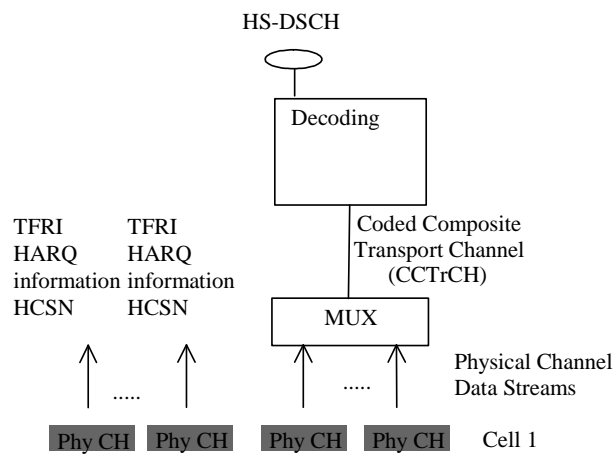 HS-DSCH
Decoding
TFRI
HARQ
information
HCSN
TFRI
HARQ
information
HCSN
Coded Composite
Transport Channel
(CCTrCH)
MUX
Physical Channel
Data Streams
.....
.....
Phy CH
Phy CH
Phy CH
Phy CH
Cell 1